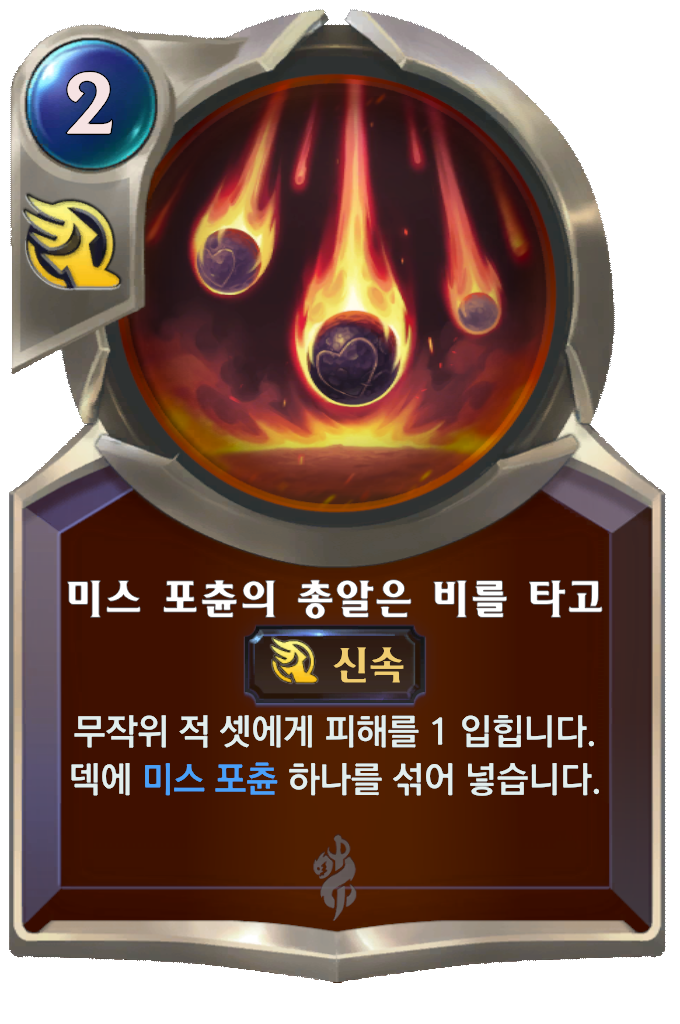 2
미스 포츈의 총알은 비를 타고
신속
무작위 적 셋에게 피해를 1 입힙니다.
덱에 미스 포츈 하나를 섞어 넣습니다.